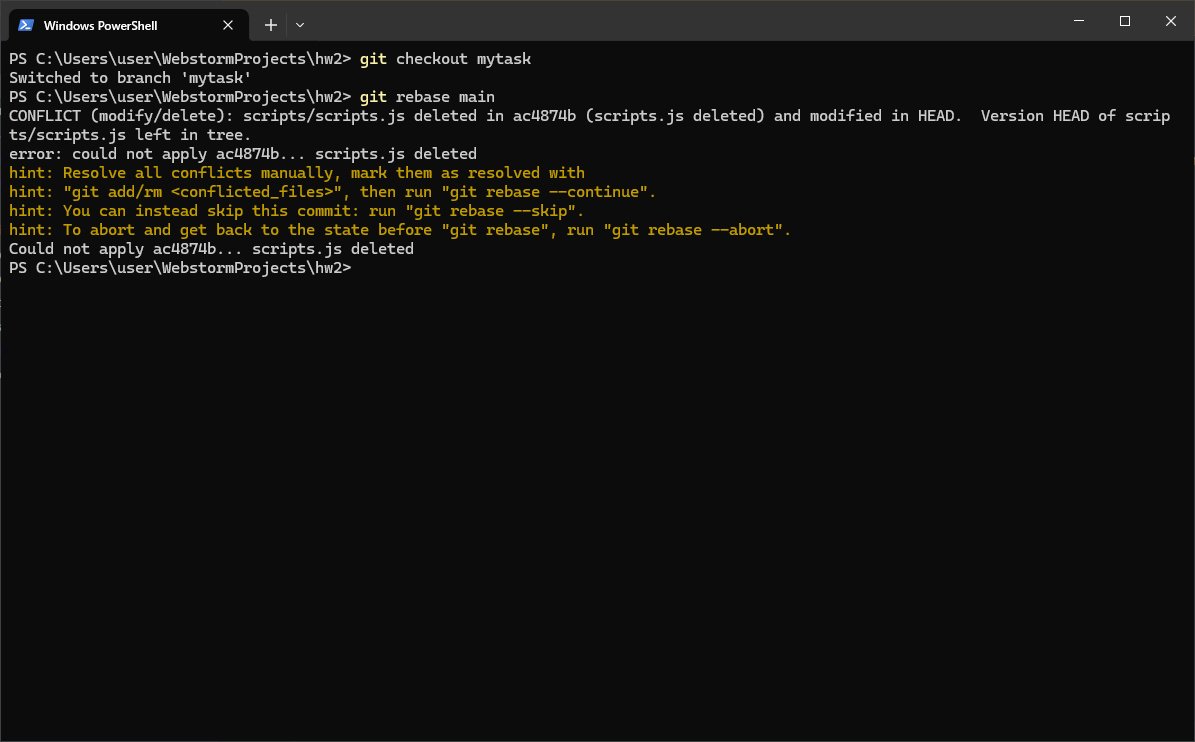 Windows PowerShell
PS C:\Users\user\WebstormProjects\hw2> git checkout mytask
Switched to branch 'mytask'
PS C:\Users\user\WebstormProjects\hw2> git rebase main
CONFLICT (modify/delete): scripts/scripts.js deleted in ac4874b (scripts.js deleted) and modified in HEAD.  Version HEAD of scrip
ts/scripts.js left in tree.
error: could not apply ac4874b... scripts.js deleted
hint: Resolve all conflicts manually, mark them as resolved with
hint: "git add/rm <conflicted_files>", then run "git rebase --continue".
hint: You can instead skip this commit: run "git rebase --skip".
hint: To abort and get back to the state before "git rebase", run "git rebase --abort".
Could not apply ac4874b... scripts.js deleted
PS C:\Users\user\WebstormProjects\hw2>